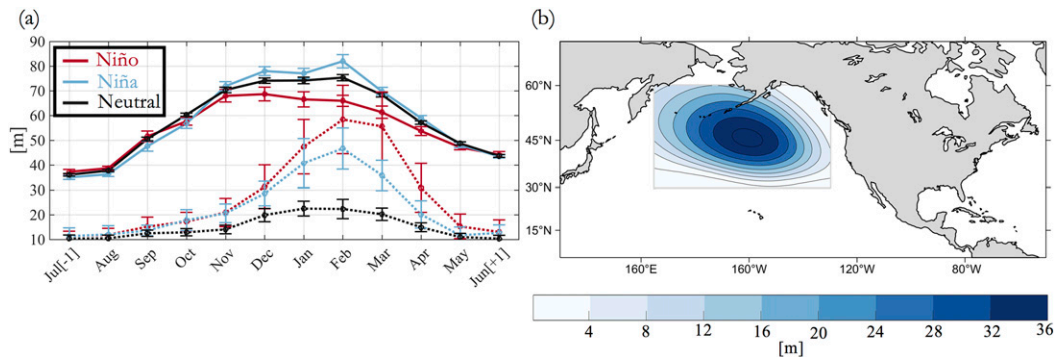 (a)
90
80
70
60
50
40
30
20
10
[m]
Niño
Niña
Neutral
Jul[-1]
Aug
Sep
Oct
Nov
Dec
Jan
Feb
Mar
Apr
May
Jun[+1]
(b)
60°N
45°N
30°N
15°N
160°E
160°W
120°W
80°W
4 8 12 16 20 24 28 32 36
[m]